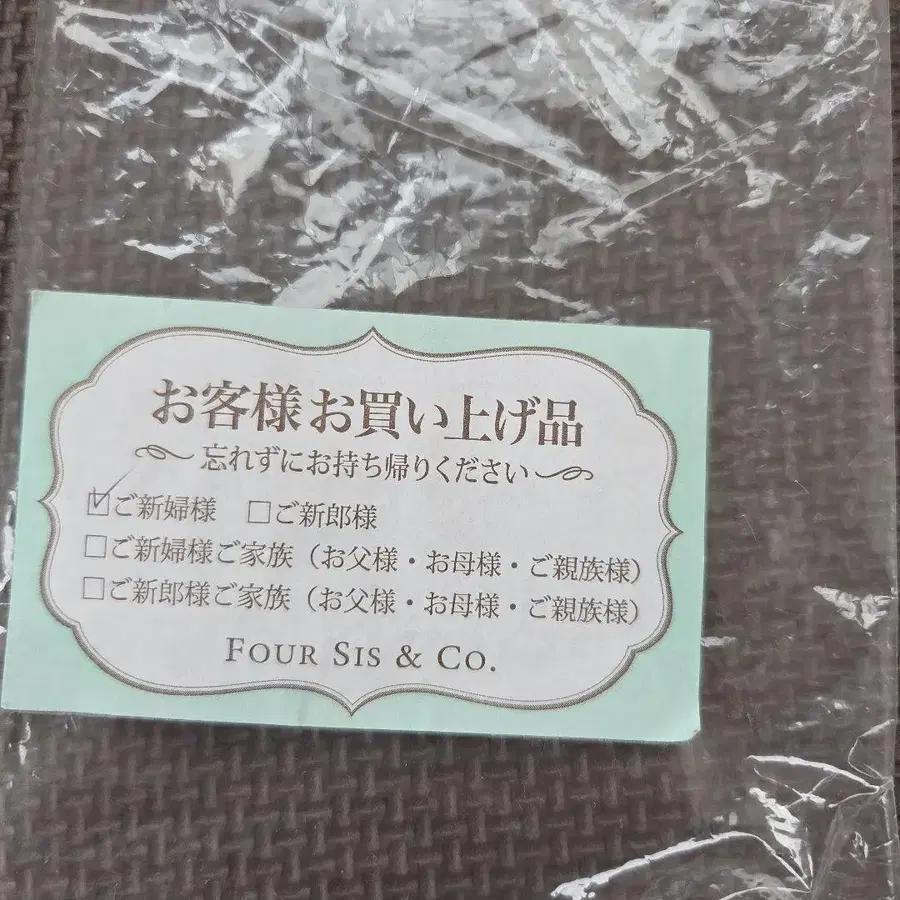 お客様お買い上げ品
忘れずにお持ち帰りください
☑ご新婦様 □ご新郎様
□ご新婦様ご家族（お父様・お母様・ご親族様）
□ご新郎様ご家族（お父様・お母様・ご親族様）
FOUR SIS & CO.